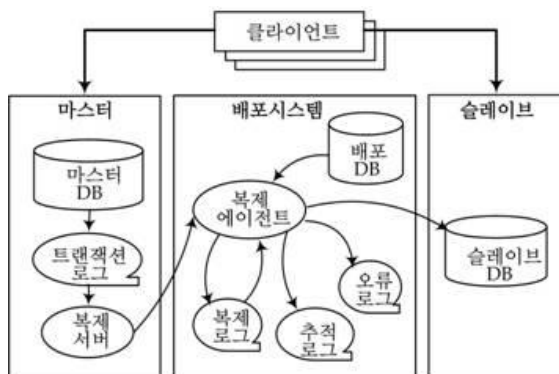 클라이언트
마스터
마스터
DB
트랜잭션
로그
복제
서버
배포시스템
배포
DB
복제
에이전트
복제
로그
추적
로그
오류
로그
슬레이브
슬레이브
DB